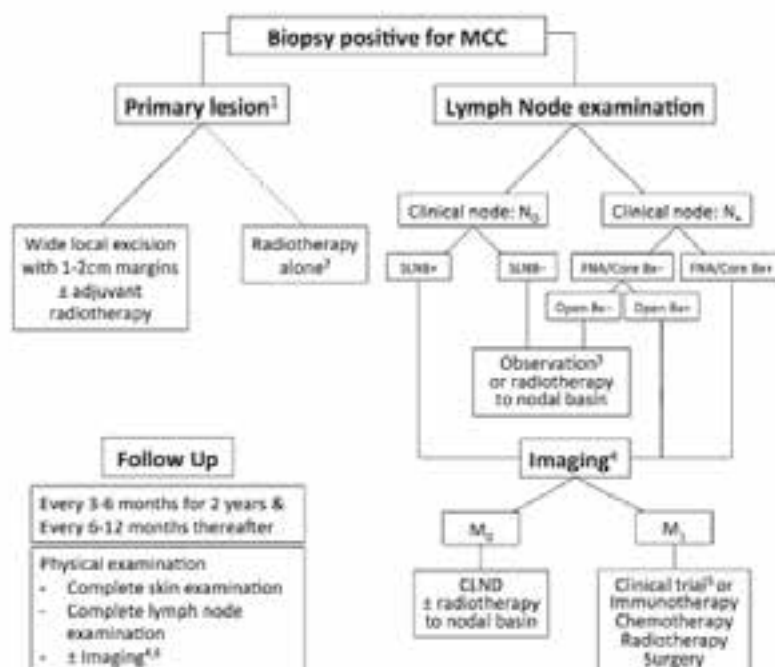 Biopsy positive for MCC
Primary lesion¹
Lymph Node examination
Wide local excision
with 1-2cm margins
± adjuvant
radiotherapy
Radiotherapy
alone²
Clinical node: N₀
Clinical node: N₊
SLNB+
SLNB-
FNA/Core Bx-
FNA/Core Bx+
Open Bx-
Open Bx+
Observation³
or radiotherapy
to nodal basin
Imaging⁴
M₀
M₁
CLND
± radiotherapy
to nodal basin
Clinical trial⁵ or
Immunotherapy
Chemotherapy
Radiotherapy
Surgery
Follow Up
Every 3-6 months for 2 years &
Every 6-12 months thereafter
Physical examination
- Complete skin examination
- Complete lymph node
examination
- ± Imaging⁴,⁶